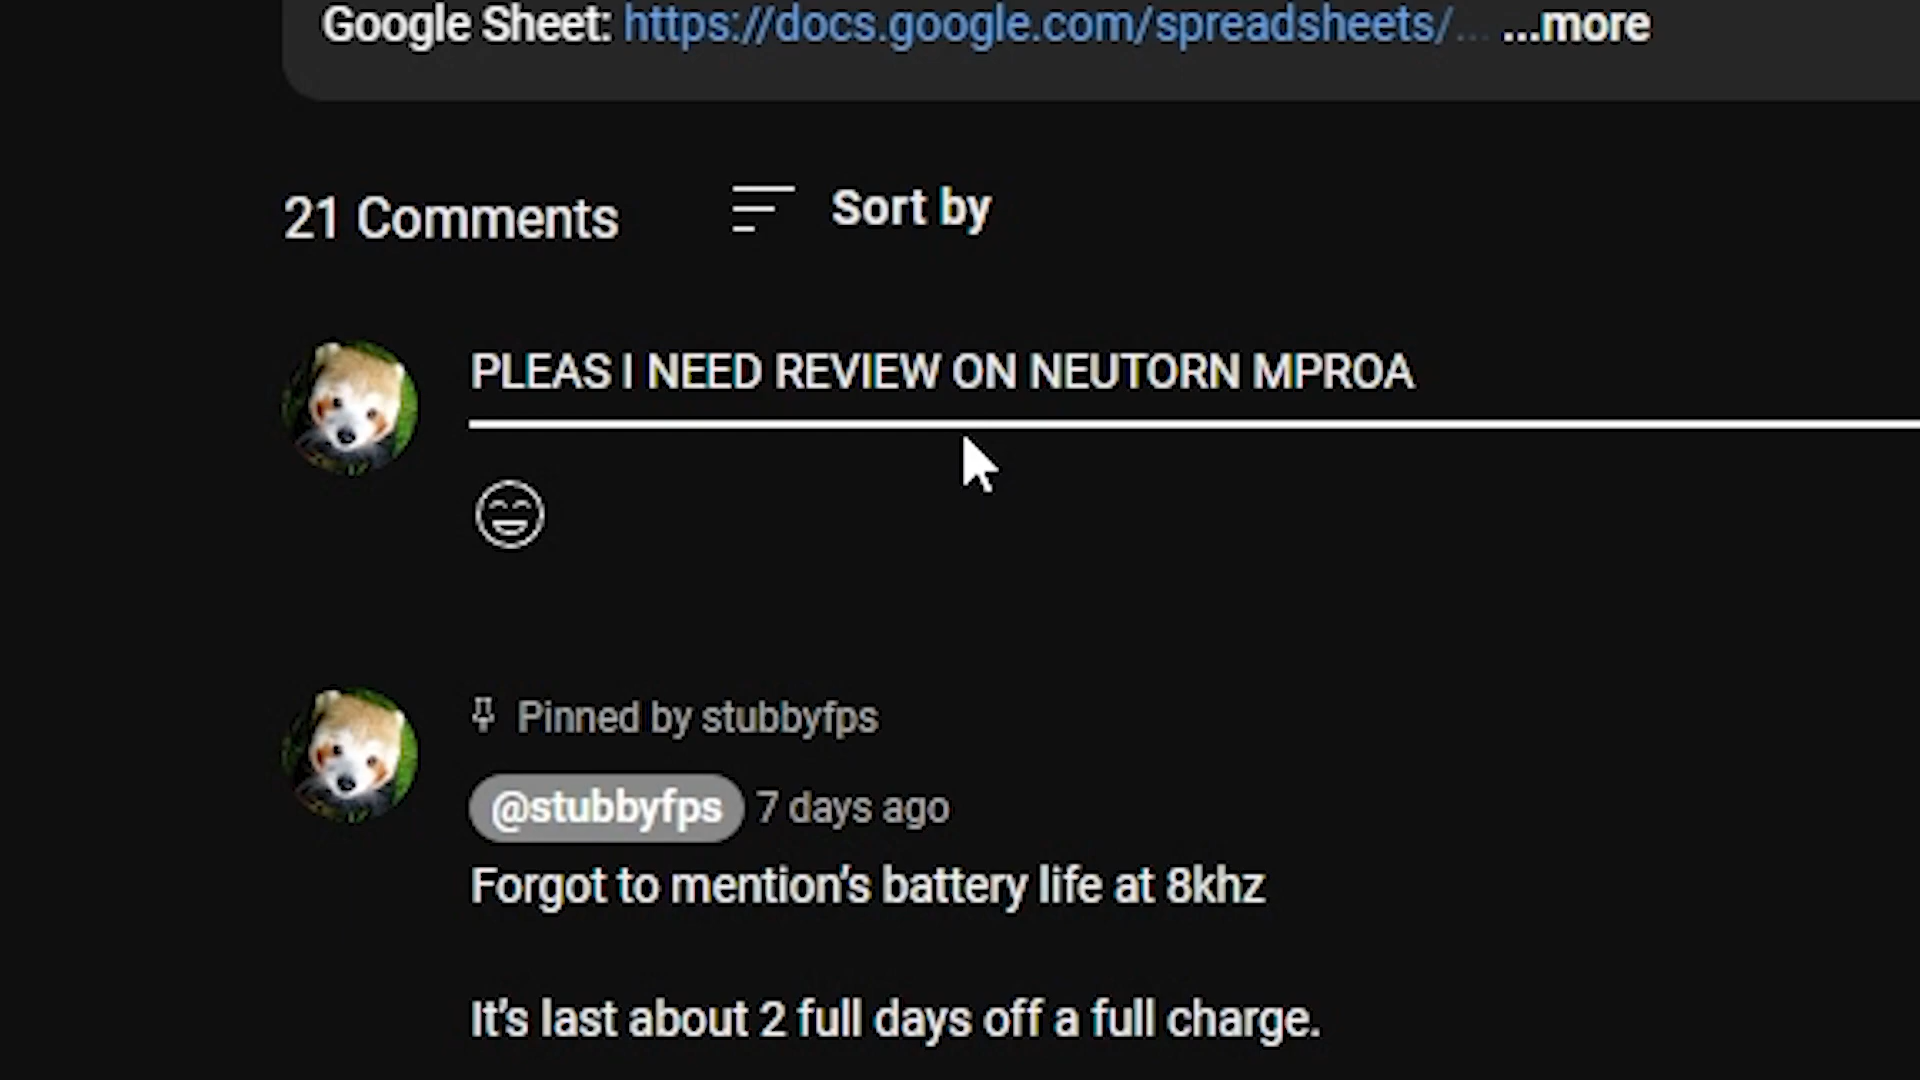 Google Sheet: https://docs.google.com/spreadsheets/... ...more
21 Comments Sort by
PLEAS I NEED REVIEW ON NEUTORN MPROA
Pinned by stubbyfps
@stubbyfps 7 days ago
Forgot to mention's battery life at 8khz
It's last about 2 full days off a full charge.